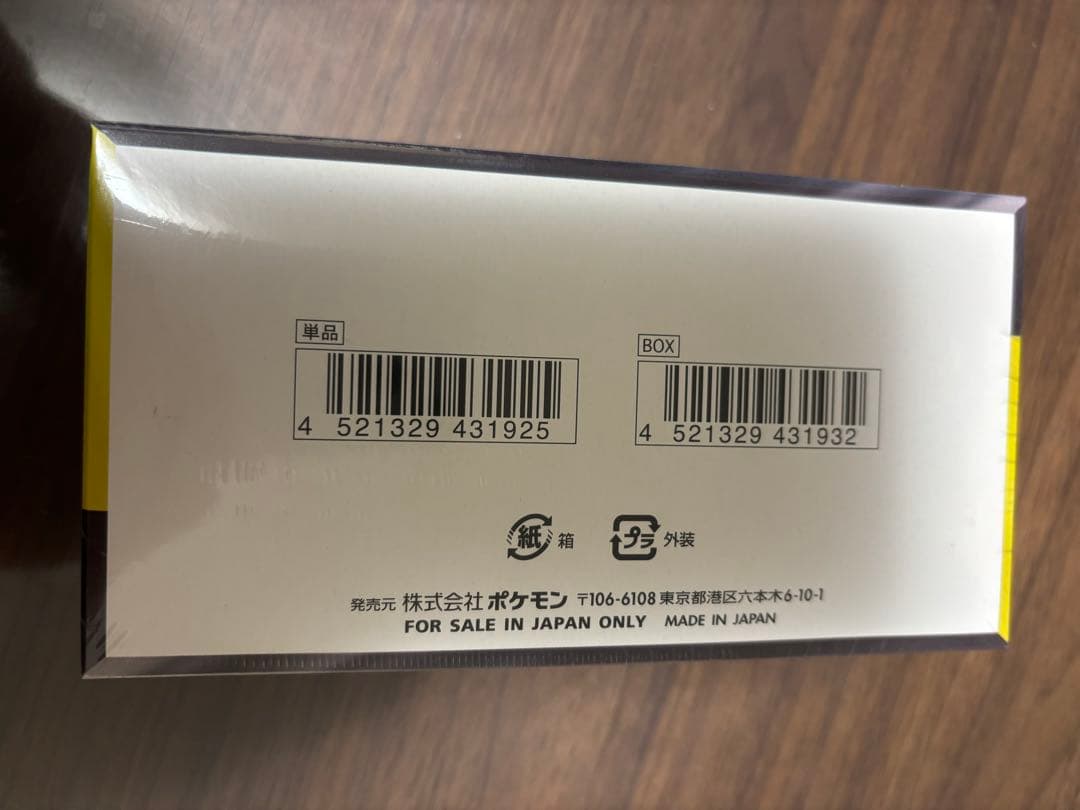 単品
4 521329 431925
BOX
4 521329 431932
紙 箱
プラ 外装
発売元 株式会社 ポケモン 〒106-6108 東京都港区六本木6-10-1
FOR SALE IN JAPAN ONLY MADE IN JAPAN